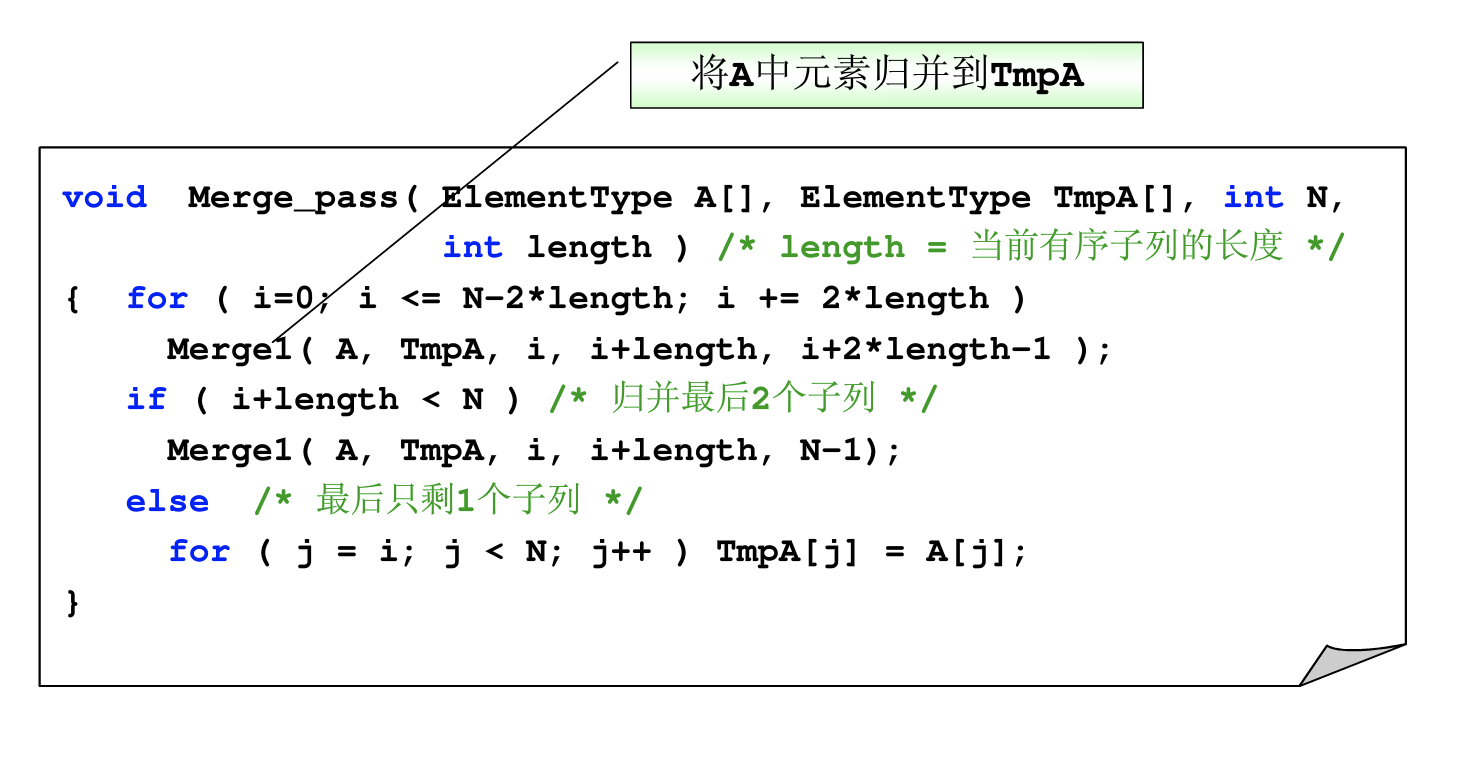 将A中元素归并到TmpA
void  Merge_pass( ElementType A[], ElementType TmpA[], int N,
                  int length ) /* length = 当前有序子列的长度 */
{  for ( i=0; i <= N-2*length; i += 2*length )
     Merge1( A, TmpA, i, i+length, i+2*length-1 );
   if ( i+length < N ) /* 归并最后2个子列 */
     Merge1( A, TmpA, i, i+length, N-1);
   else  /* 最后只剩1个子列 */
     for ( j = i; j < N; j++ ) TmpA[j] = A[j];
}